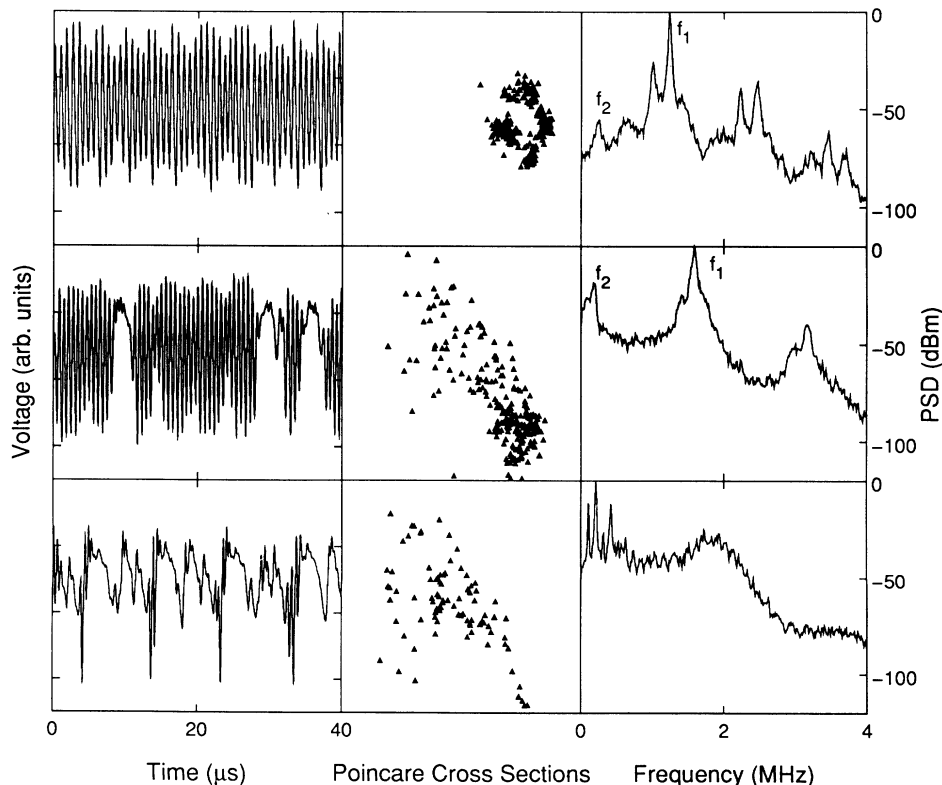 f1
f2
0
-50
-100
f2
f1
0
-50
-100
0
-50
-100
Voltage (arb. units)
PSD (dBm)
0
20
40
0
2
4
Time (μs)
Poincare Cross Sections
Frequency (MHz)